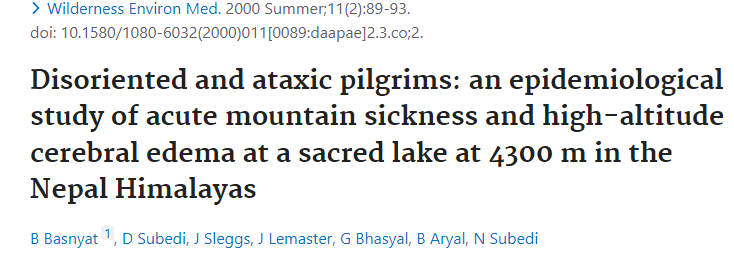 Wilderness Environ Med. 2000 Summer;11(2):89-93.
doi: 10.1580/1080-6032(2000)011[0089:daapae]2.3.co;2.
Disoriented and ataxic pilgrims: an epidemiological
study of acute mountain sickness and high-altitude
cerebral edema at a sacred lake at 4300 m in the
Nepal Himalayas
B Basnyat 1, D Subedi, J Sleggs, J Lemaster, G Bhasyal, B Aryal, N Subedi